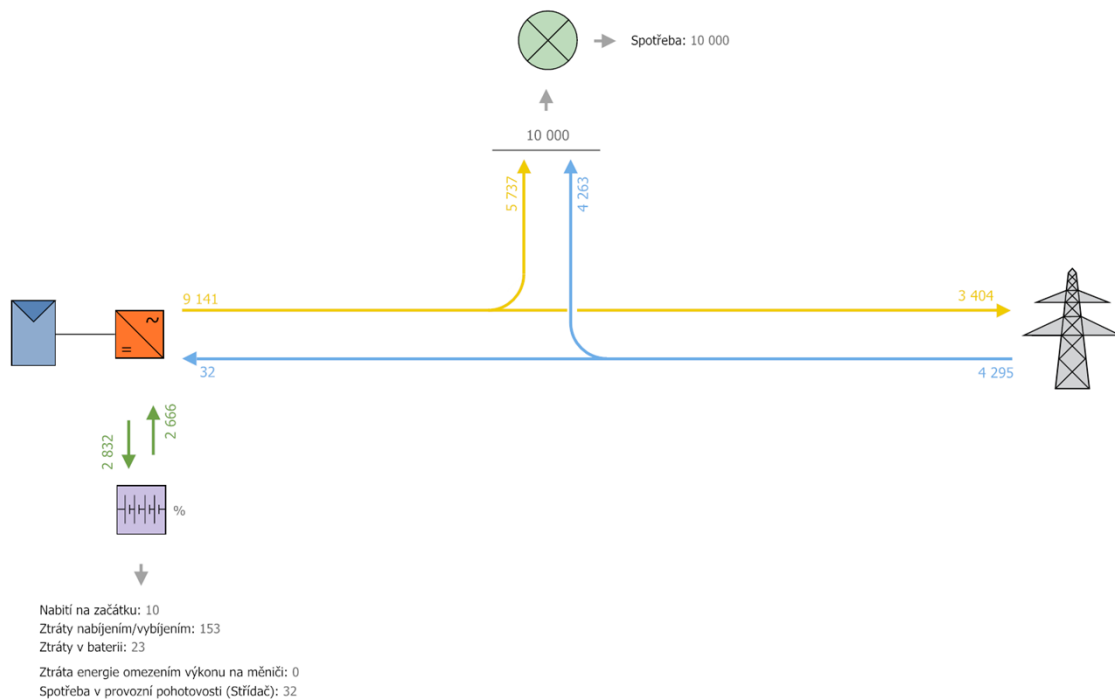 Spotřeba: 10 000
10 000
5 737
4 263
9 141
3 404
32
4 295
2 832
2 666
%
Nabití na začátku: 10
Ztráty nabíjením/vybíjením: 153
Ztráty v baterii: 23
Ztráta energie omezením výkonu na měniči: 0
Spotřeba v provozní pohotovosti (Střídač): 32